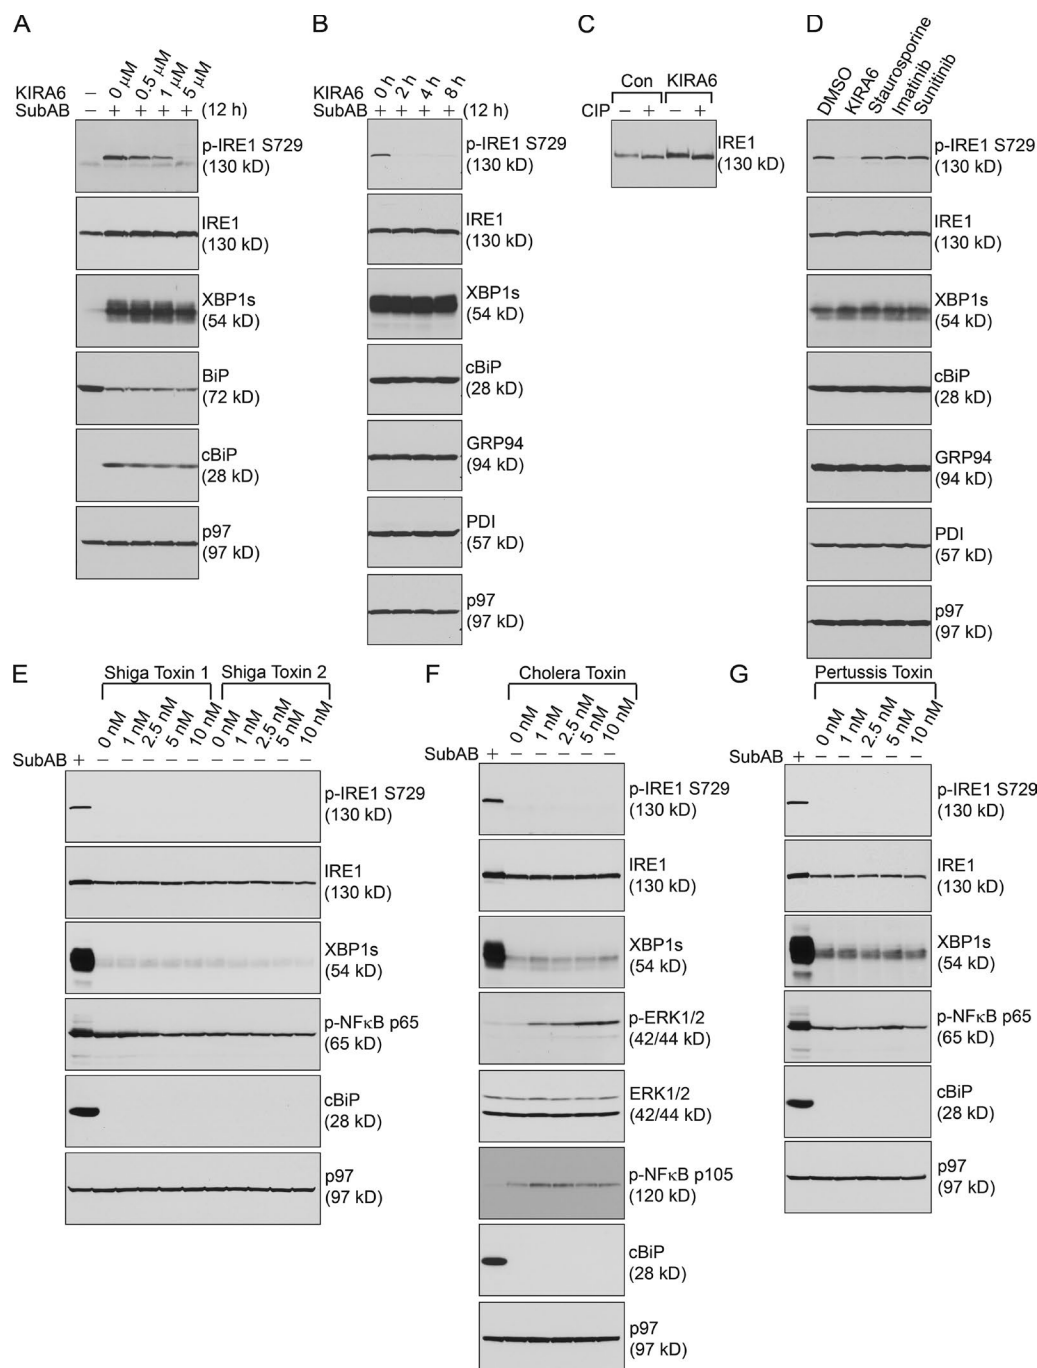 A
KIRA6 – 0 µM 0.5 µM 1 µM 5 µM
SubAB – + + + + (12 h)
p-IRE1 S729
(130 kD)
IRE1
(130 kD)
XBP1s
(54 kD)
BiP
(72 kD)
cBiP
(28 kD)
p97
(97 kD)
B
KIRA6 0 h 2 h 4 h 8 h
SubAB + + + + (12 h)
p-IRE1 S729
(130 kD)
IRE1
(130 kD)
XBP1s
(54 kD)
cBiP
(28 kD)
GRP94
(94 kD)
PDI
(57 kD)
p97
(97 kD)
C
Con KIRA6
CIP – + – +
IRE1
(130 kD)
D
DMSO KIRA6 Staurosporine Imatinib Sunitinib
p-IRE1 S729
(130 kD)
IRE1
(130 kD)
XBP1s
(54 kD)
cBiP
(28 kD)
GRP94
(94 kD)
PDI
(57 kD)
p97
(97 kD)
E
Shiga Toxin 1 Shiga Toxin 2
0 nM 1 nM 2.5 nM 5 nM 10 nM 0 nM 1 nM 2.5 nM 5 nM 10 nM
SubAB + – – – – – – – – – –
p-IRE1 S729
(130 kD)
IRE1
(130 kD)
XBP1s
(54 kD)
p-NFκB p65
(65 kD)
cBiP
(28 kD)
p97
(97 kD)
F
Cholera Toxin
0 nM 1 nM 2.5 nM 5 nM 10 nM
SubAB + – – – – –
p-IRE1 S729
(130 kD)
IRE1
(130 kD)
XBP1s
(54 kD)
p-ERK1/2
(42/44 kD)
ERK1/2
(42/44 kD)
p-NFκB p105
(120 kD)
cBiP
(28 kD)
p97
(97 kD)
G
Pertussis Toxin
0 nM 1 nM 2.5 nM 5 nM 10 nM
SubAB + – – – – –
p-IRE1 S729
(130 kD)
IRE1
(130 kD)
XBP1s
(54 kD)
p-NFκB p65
(65 kD)
cBiP
(28 kD)
p97
(97 kD)